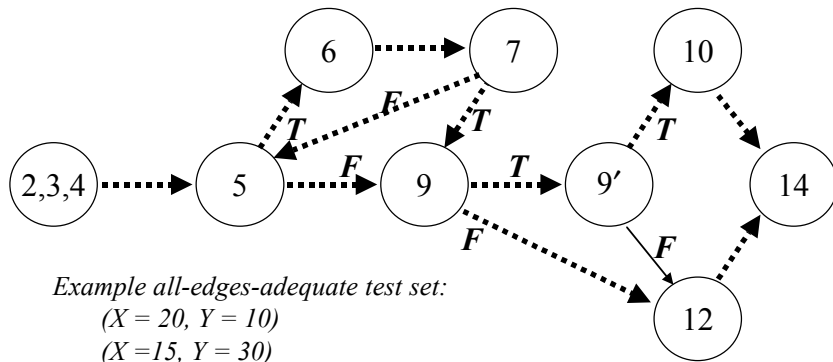 6
7
10
F
T
T
T
2,3,4
5
F
9
T
9′
14
F
F
12
Example all-edges-adequate test set:
(X = 20, Y = 10)
(X =15, Y = 30)